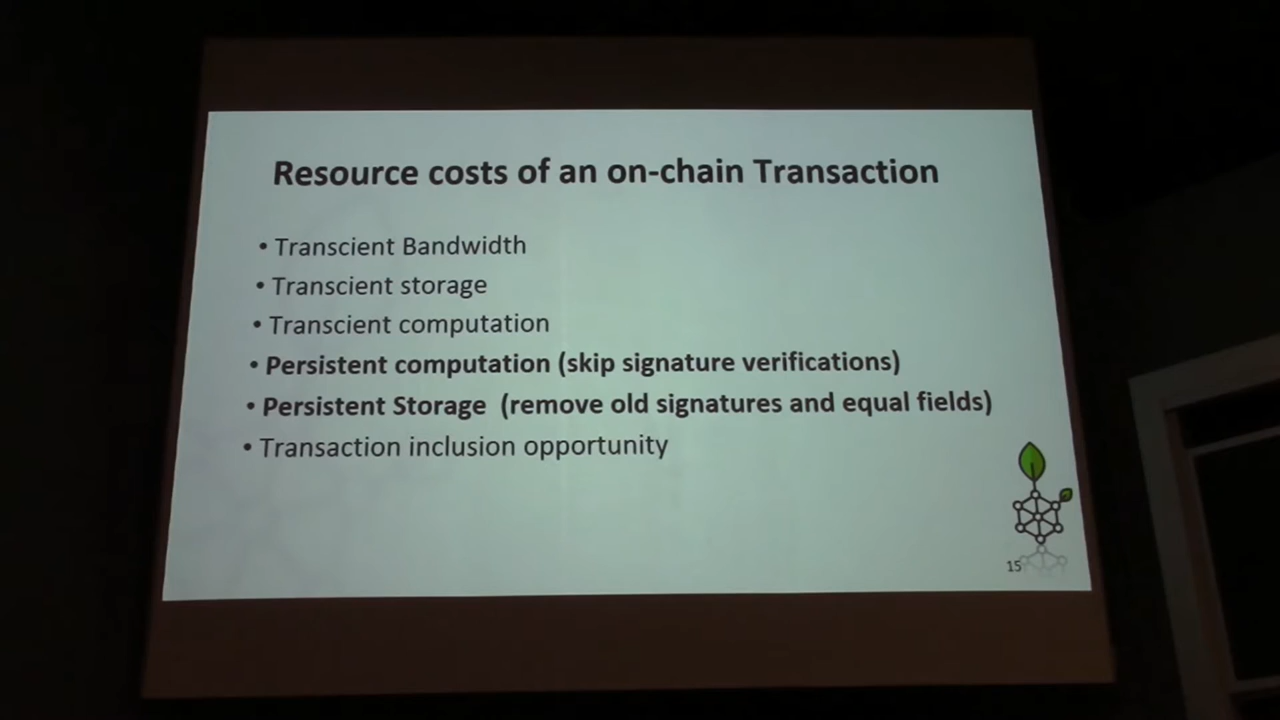 Resource costs of an on-chain Transaction
• Transcient Bandwidth
• Transcient storage
• Transcient computation
• Persistent computation (skip signature verifications)
• Persistent Storage (remove old signatures and equal fields)
• Transaction inclusion opportunity
15